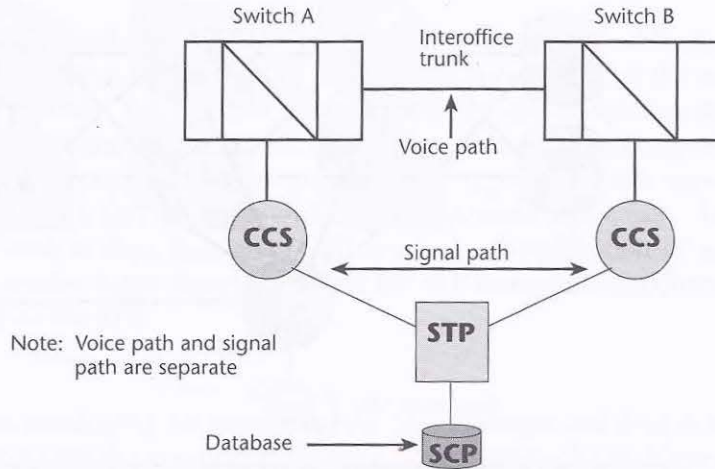 Switch A
Switch B
Interoffice
trunk
Voice path
CCS
CCS
Signal path
STP
Note: Voice path and signal
path are separate
Database
SCP